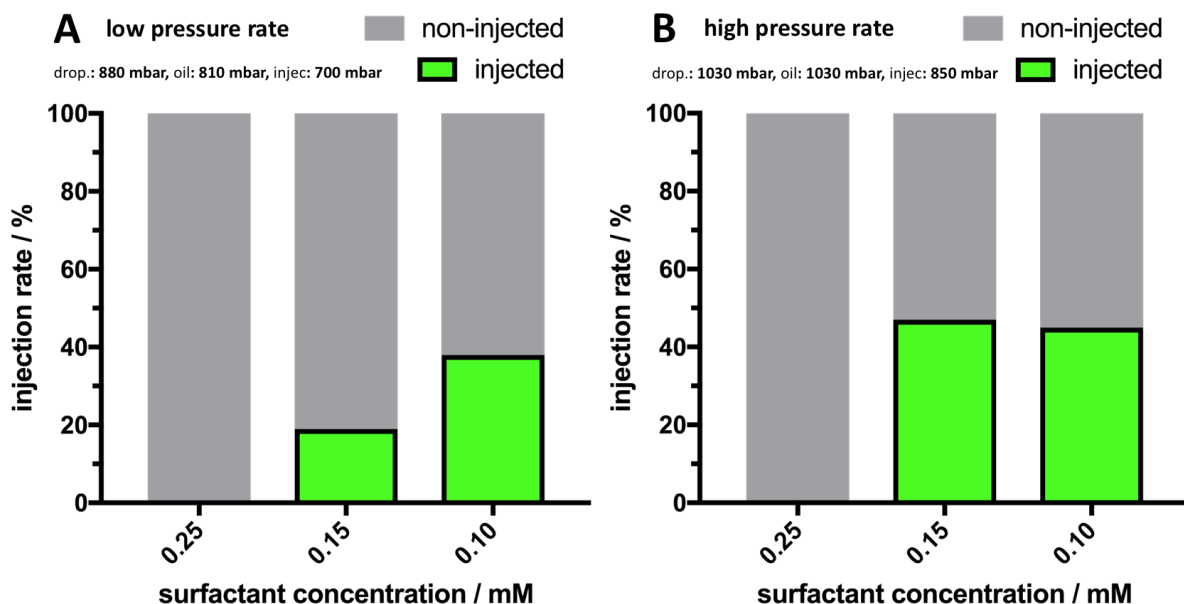 A low pressure rate
non-injected
drop.: 880 mbar, oil: 810 mbar, injec: 700 mbar
injected
100
80
60
40
20
0
injection rate / %
0.25
0.15
0.10
surfactant concentration / mM
B high pressure rate
non-injected
drop.: 1030 mbar, oil: 1030 mbar, injec: 850 mbar
injected
100
80
60
40
20
0
injection rate / %
0.25
0.15
0.10
surfactant concentration / mM